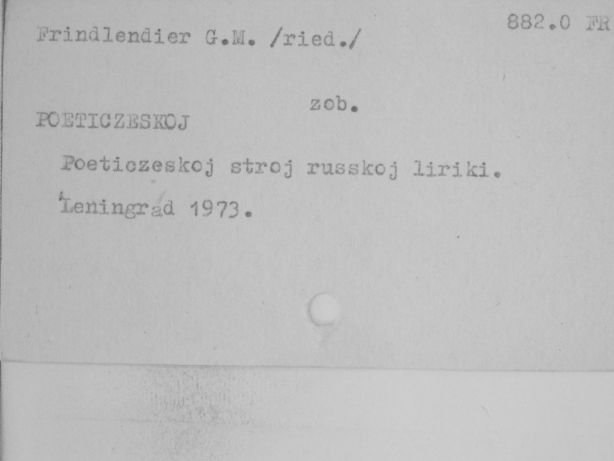 882.0 FR
Frindlendier G.M. /ried./
zob.
POETICZESKOJ
Poeticzeskoj stroj russkoj liriki.
Leningrad 1973.